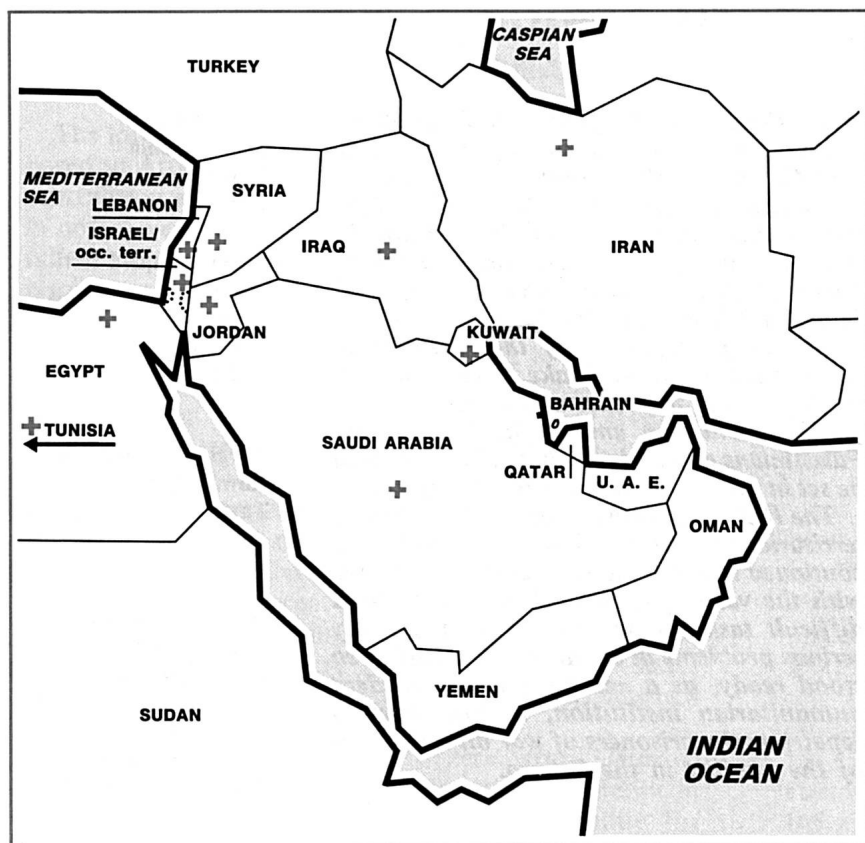 CASPIAN
SEA
TURKEY
MEDITERRANEAN
SEA
SYRIA
LEBANON
ISRAEL/
occ. terr.
IRAQ
IRAN
JORDAN
KUWAIT
EGYPT
BAHRAIN
TUNISIA
SAUDI ARABIA
QATAR
U. A. E.
OMAN
YEMEN
SUDAN
INDIAN
OCEAN